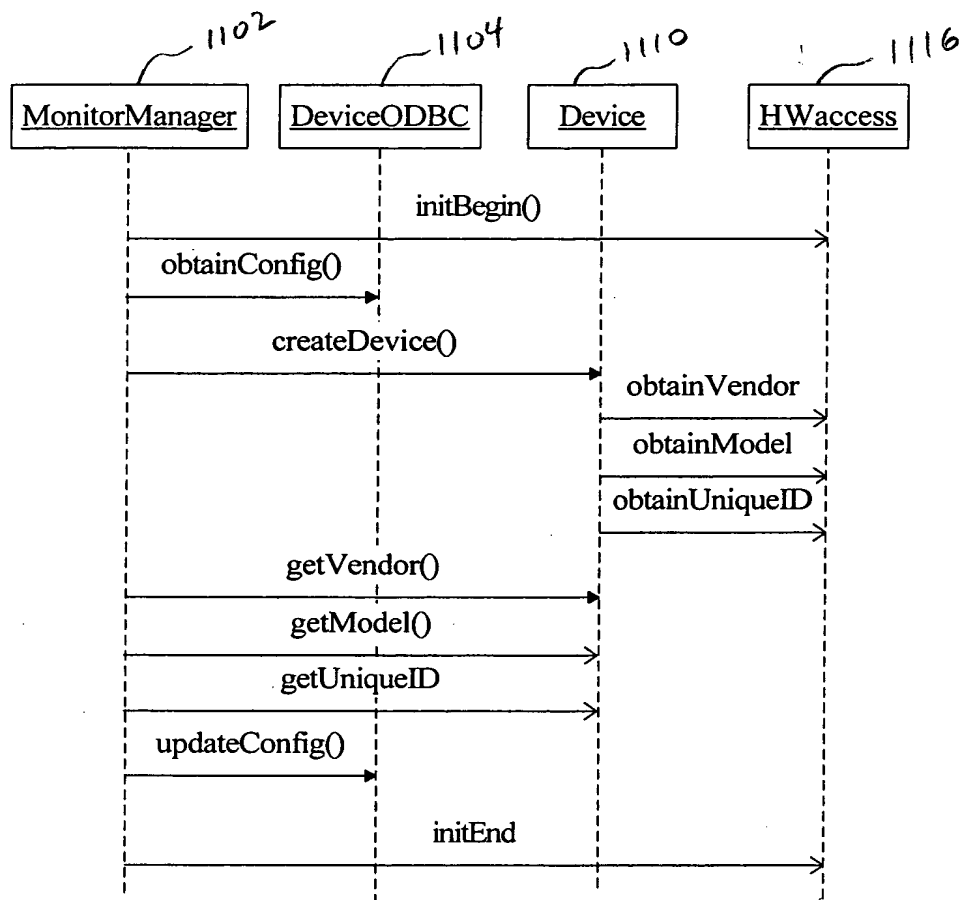 1102
1104
1110
1116
MonitorManager
DeviceODBC
Device
HWaccess
initBegin()
obtainConfig()
createDevice()
obtainVendor
obtainModel
obtainUniqueID
getVendor()
getModel()
getUniqueID
updateConfig()
initEnd